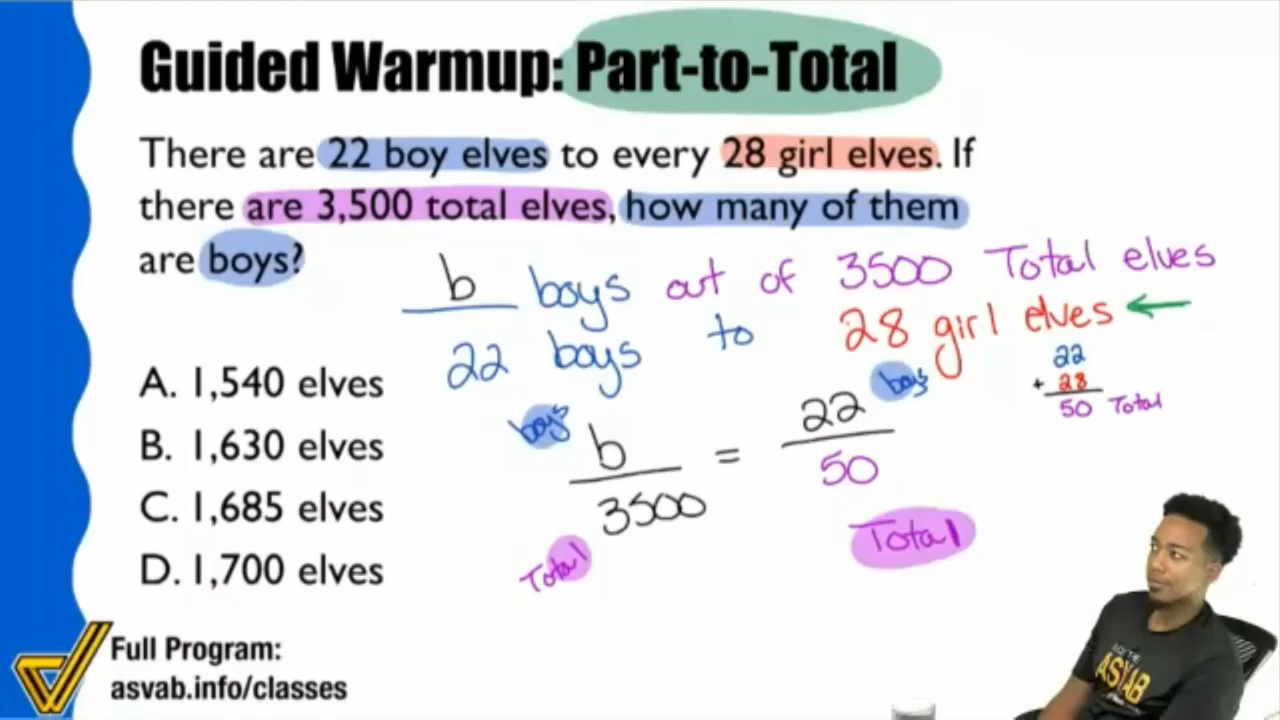 Guided Warmup: Part-to-Total
There are 22 boy elves to every 28 girl elves. If
there are 3,500 total elves, how many of them
are boys?
b boys out of 3500 Total elves
22 boys to 28 girl elves ←
22
+ 28
50 Total
A. 1,540 elves
B. 1,630 elves
C. 1,685 elves
D. 1,700 elves
boys b = 22 boys
3500 50
Total Total
Full Program:
asvab.info/classes
ASVAB